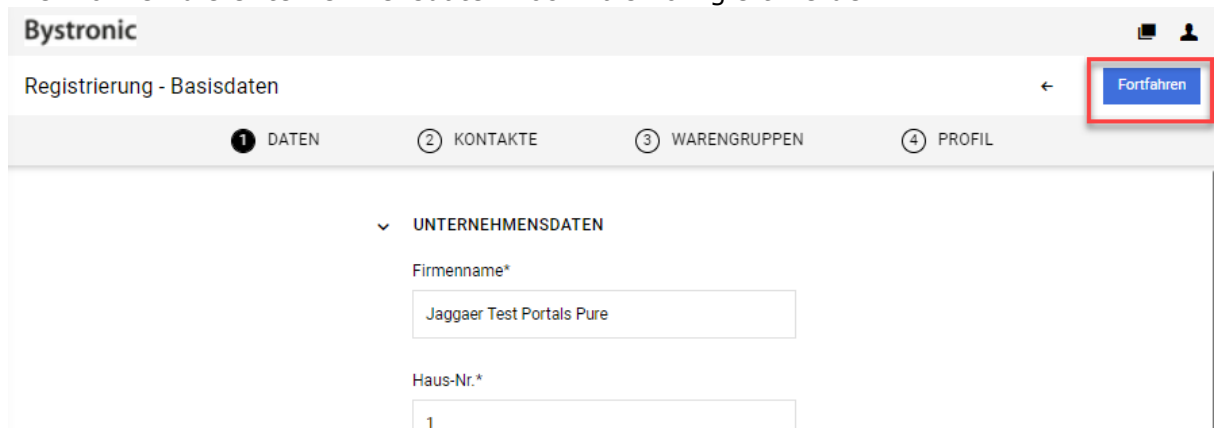 Bystronic
Registrierung - Basisdaten
← Fortfahren
1 DATEN 2 KONTAKTE 3 WARENGRUPPEN 4 PROFIL
UNTERNEHMENSDATEN
Firmenname*
Jaggaer Test Portals Pure
Haus-Nr.*
1